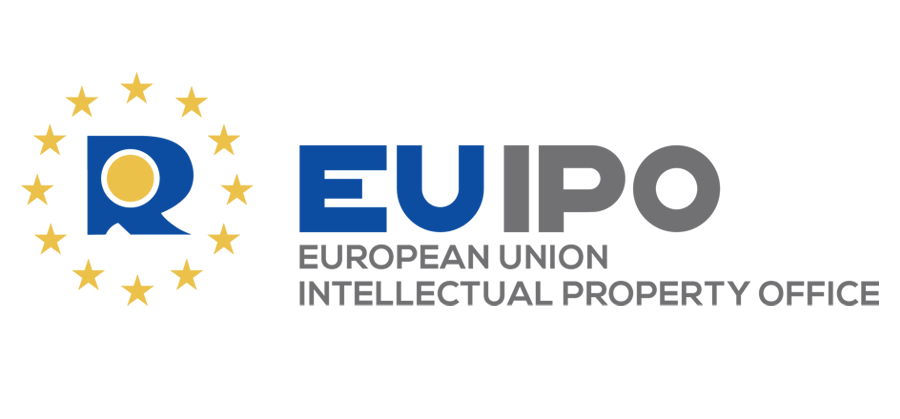 R
EUIPO
EUROPEAN UNION
INTELLECTUAL PROPERTY OFFICE